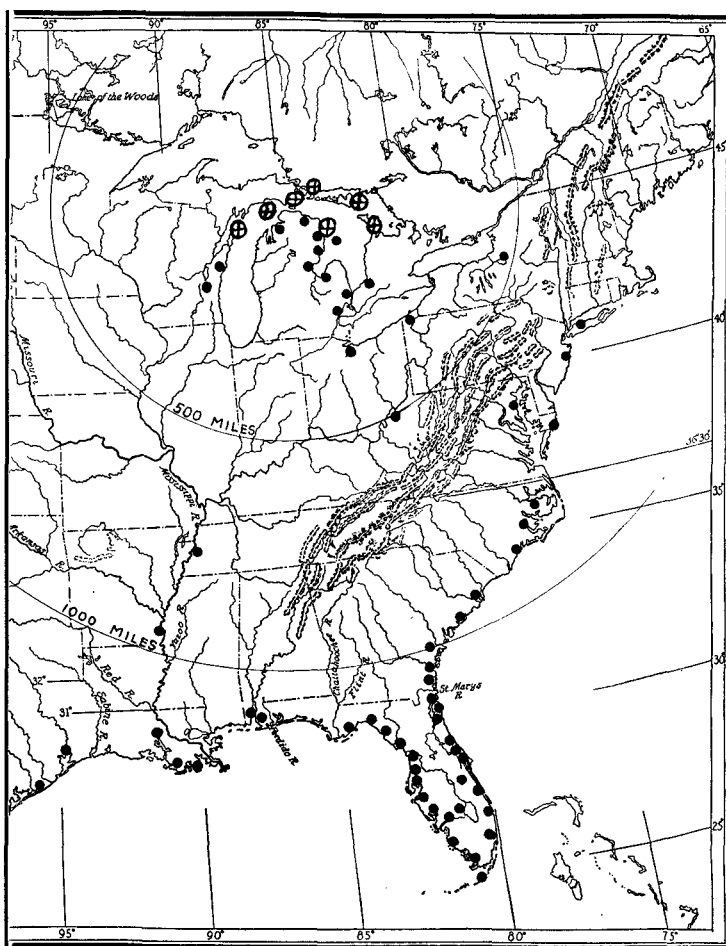 95° 90° 85° 80° 75° 70° 65°
Lake of the Woods
45°
Missouri R.
40°
500 MILES
36°30'
Mississippi R.
35°
Arkansas R.
1000 MILES
Yazoo R.
Flint R.
Red R.
30°
32°
St. Marys R.
Sabine R.
31°
Perdido R.
25°
95° 90° 85° 80° 75°